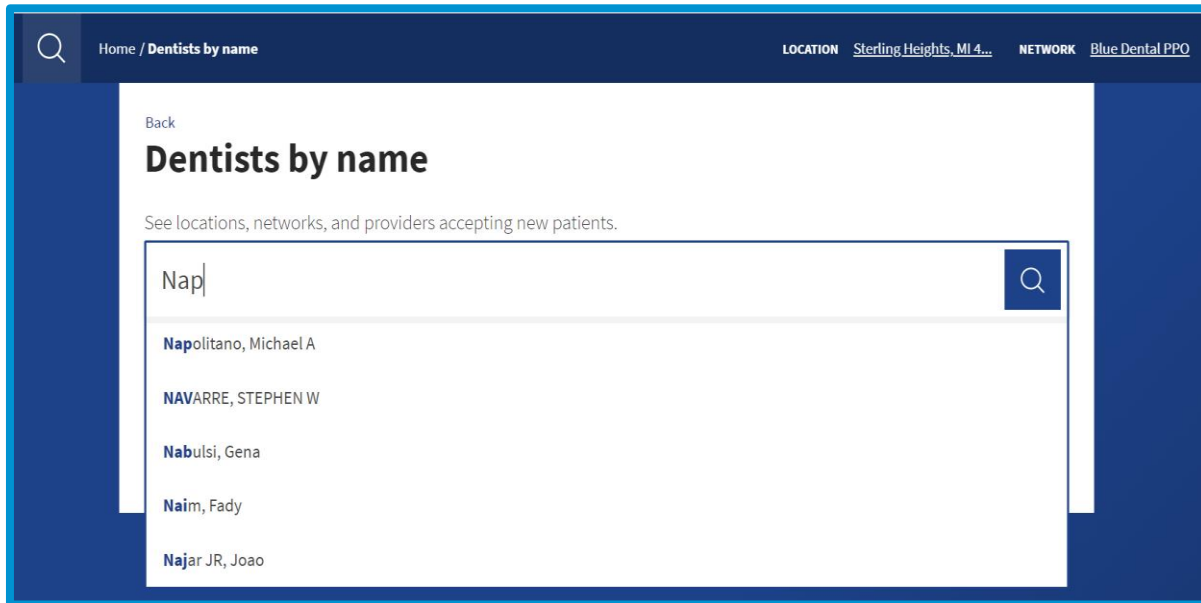 Home / Dentists by name LOCATION Sterling Heights, MI 4... NETWORK Blue Dental PPO
Back
Dentists by name
See locations, networks, and providers accepting new patients.
Nap
Napolitano, Michael A
NAVARRE, STEPHEN W
Nabulsi, Gena
Naim, Fady
Najar JR, Joao